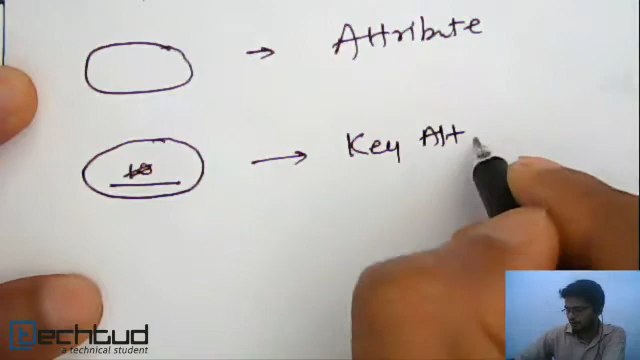 → Attribute
→ Key Att
techtud
a technical student